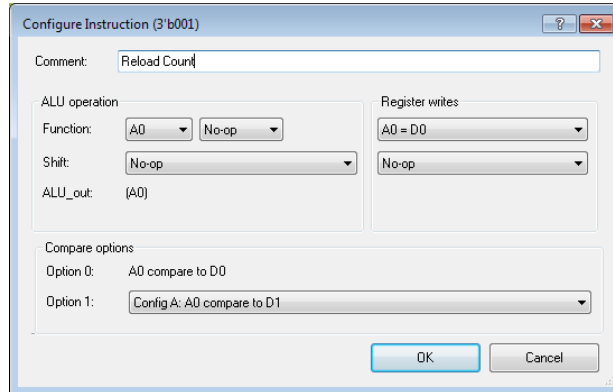 Configure Instruction (3'b001)
Comment: Reload Count
ALU operation
Register writes
Function: A0 No-op
A0 = D0
Shift: No-op
No-op
ALU_out: (A0)
Compare options
Option 0: A0 compare to D0
Option 1: Config A: A0 compare to D1
OK Cancel